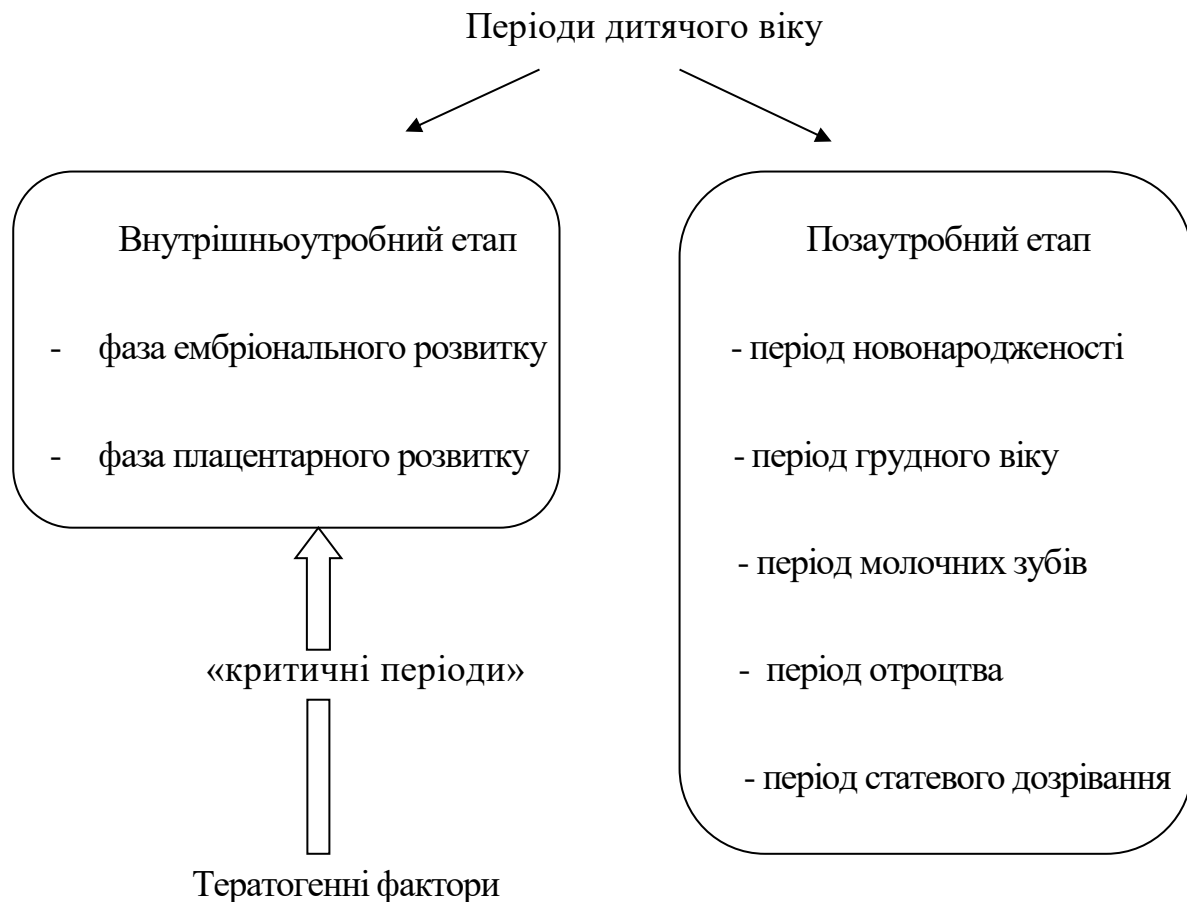 Періоди дитячого віку
Внутрішньоутробний етап
- фаза ембріонального розвитку
- фаза плацентарного розвитку
«критичні періоди»
Тератогенні фактори
Позаутробний етап
- період новонародженості
- період грудного віку
- період молочних зубів
- період отроцтва
- період статевого дозрівання